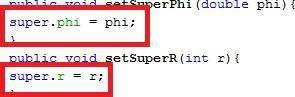 public void setSuperPhi(double phi){
super.phi = phi;
}
public void setSuperR(int r){
super.r = r;
}